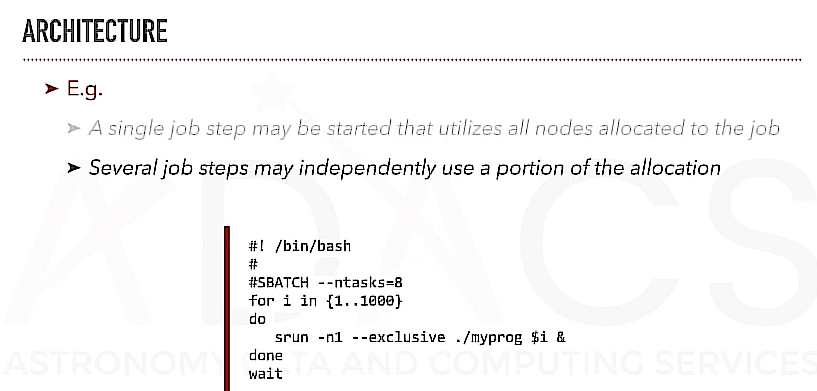 ARCHITECTURE
➤ E.g.
➤ A single job step may be started that utilizes all nodes allocated to the job
➤ Several job steps may independently use a portion of the allocation
#! /bin/bash
#
#SBATCH --ntasks=8
for i in {1..1000}
do
   srun -n1 --exclusive ./myprog $i &
done
wait
ADACS
ASTRONOMY DATA AND COMPUTING SERVICES